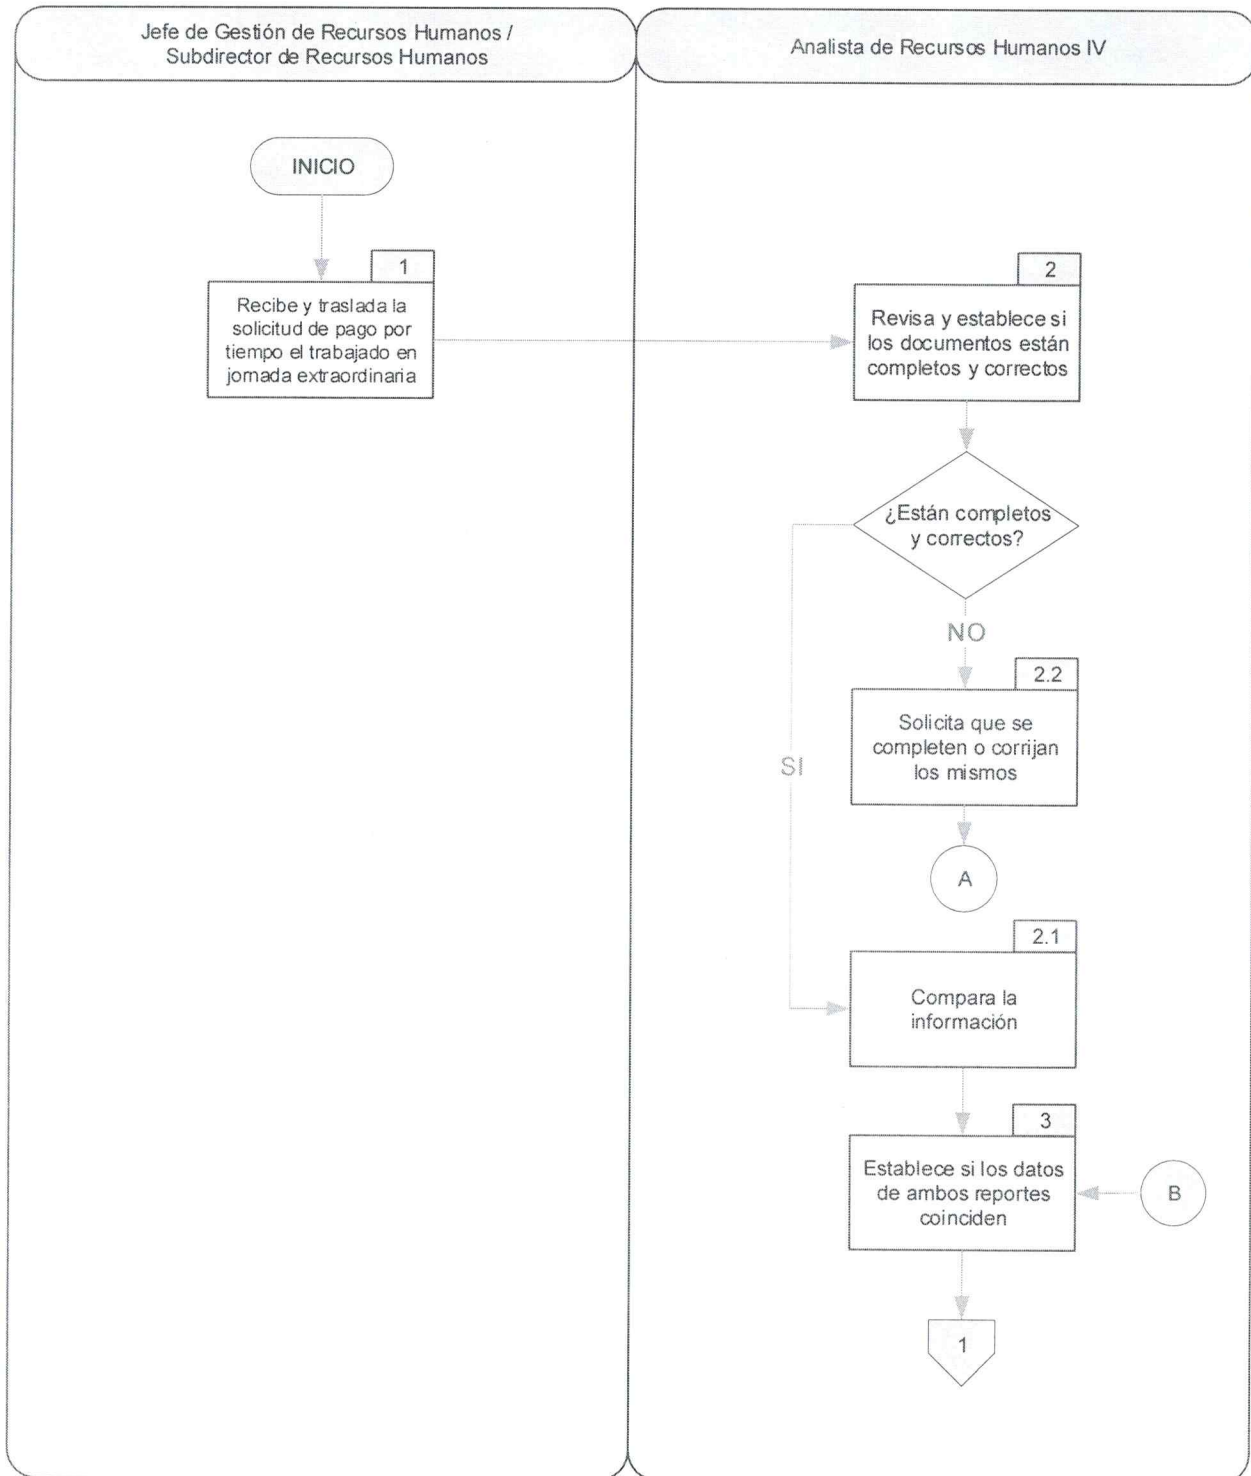 Jefe de Gestión de Recursos Humanos /
Subdirector de Recursos Humanos
Analista de Recursos Humanos IV
INICIO
1
Recibe y traslada la
solicitud de pago por
tiempo el trabajado en
jornada extraordinaria
2
Revisa y establece si
los documentos están
completos y correctos
¿Están completos
y correctos?
NO
SI
2.2
Solicita que se
completen o corrijan
los mismos
A
2.1
Compara la
información
3
Establece si los datos
de ambos reportes
coinciden
B
1